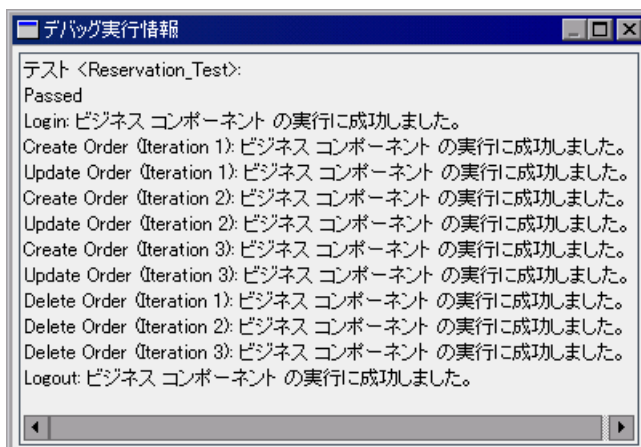 デバッグ実行情報
テスト <Reservation_Test>:
Passed
Login: ビジネス コンポーネント の実行に成功しました。
Create Order (Iteration 1): ビジネス コンポーネント の実行に成功しました。
Update Order (Iteration 1): ビジネス コンポーネント の実行に成功しました。
Create Order (Iteration 2): ビジネス コンポーネント の実行に成功しました。
Update Order (Iteration 2): ビジネス コンポーネント の実行に成功しました。
Create Order (Iteration 3): ビジネス コンポーネント の実行に成功しました。
Update Order (Iteration 3): ビジネス コンポーネント の実行に成功しました。
Delete Order (Iteration 1): ビジネス コンポーネント の実行に成功しました。
Delete Order (Iteration 2): ビジネス コンポーネント の実行に成功しました。
Delete Order (Iteration 3): ビジネス コンポーネント の実行に成功しました。
Logout: ビジネス コンポーネント の実行に成功しました。